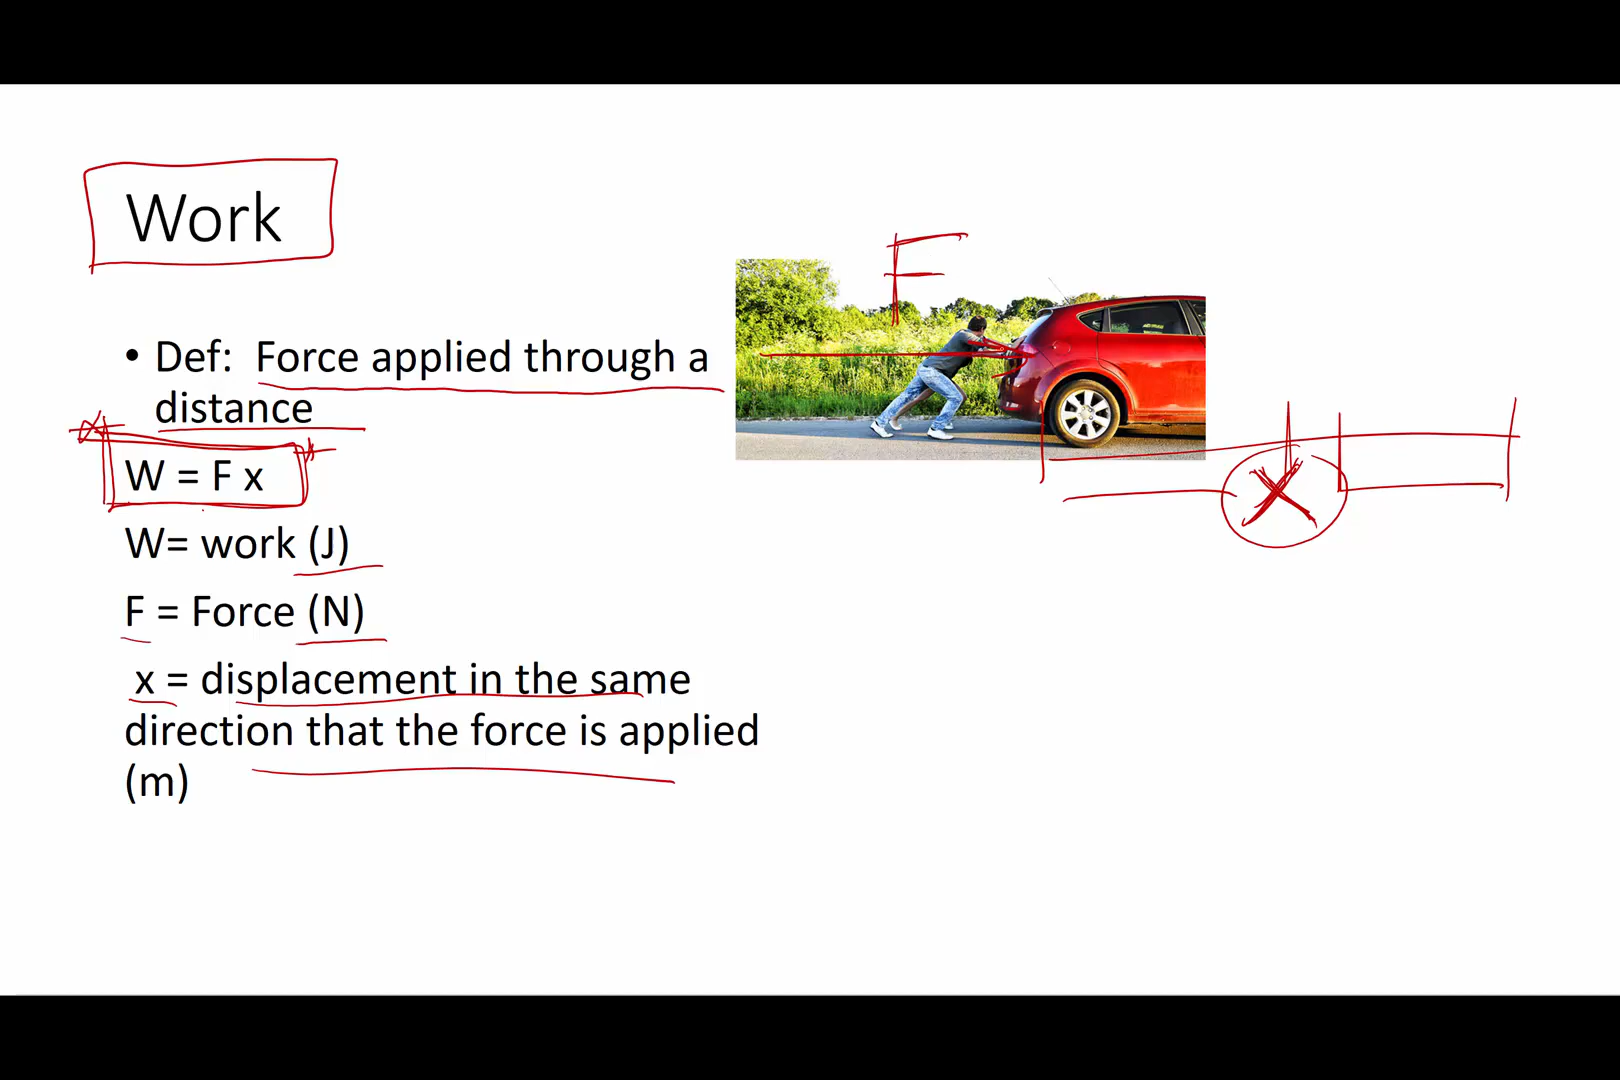 Work
• Def: Force applied through a
distance
W = F x
W= work (J)
F = Force (N)
x = displacement in the same
direction that the force is applied
(m)
F
X